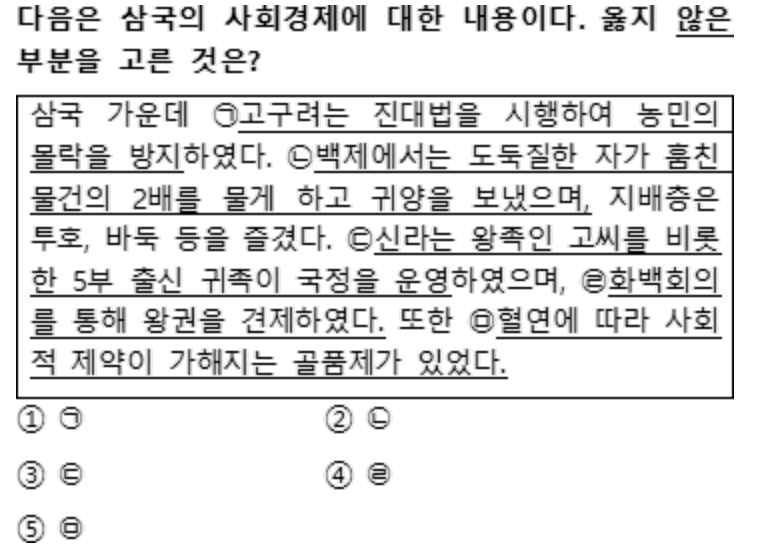 다음은 삼국의 사회경제에 대한 내용이다. 옳지 않은
부분을 고른 것은?
삼국 가운데 ㉠고구려는 진대법을 시행하여 농민의
몰락을 방지하였다. ㉡백제에서는 도둑질한 자가 훔친
물건의 2배를 물게 하고 귀양을 보냈으며, 지배층은
투호, 바둑 등을 즐겼다. ㉢신라는 왕족인 고씨를 비롯
한 5부 출신 귀족이 국정을 운영하였으며, ㉣화백회의
를 통해 왕권을 견제하였다. 또한 ㉤혈연에 따라 사회
적 제약이 가해지는 골품제가 있었다.
① ㉠ ② ㉡
③ ㉢ ④ ㉣
⑤ ㉤